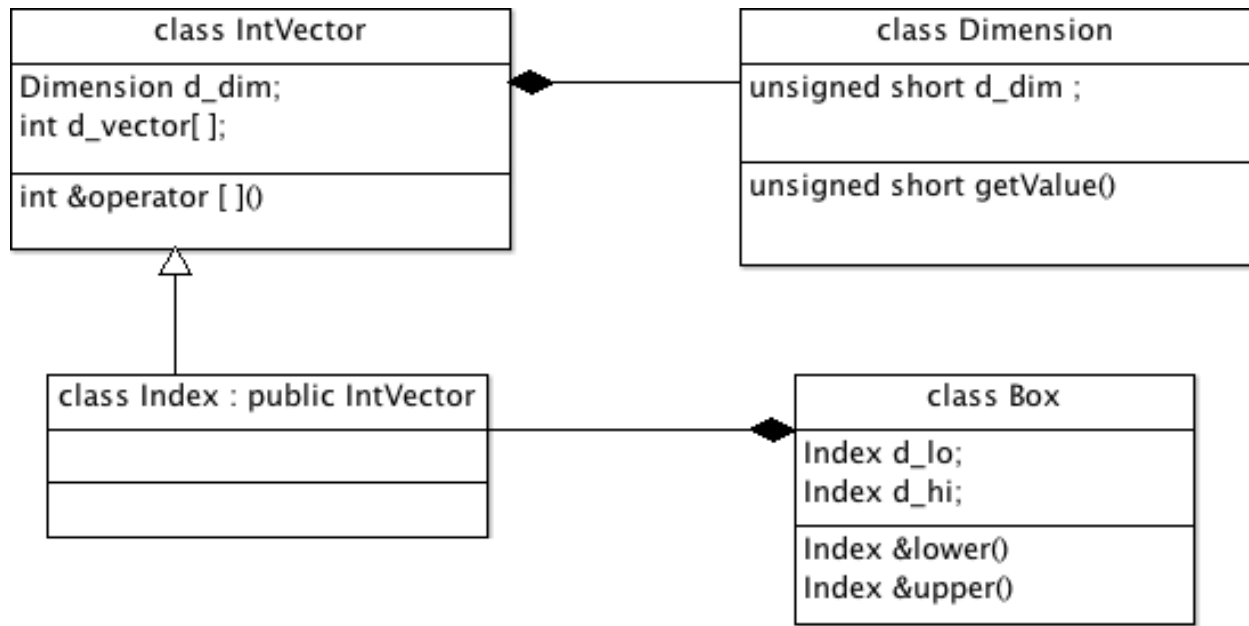 class IntVector
Dimension d_dim;
int d_vector[ ];
int &operator [ ]()
class Dimension
unsigned short d_dim ;
unsigned short getValue()
class Index : public IntVector
class Box
Index d_lo;
Index d_hi;
Index &lower()
Index &upper()